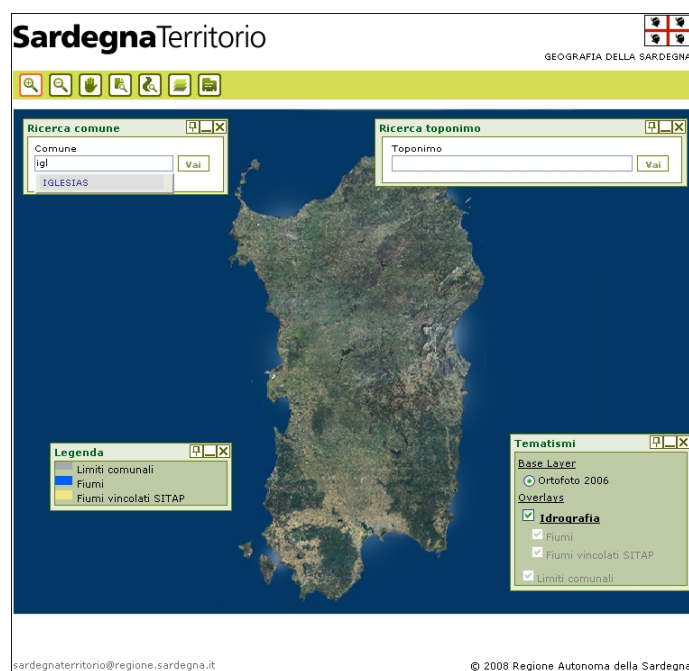 SardegnaTerritorio
GEOGRAFIA DELLA SARDEGNA
Ricerca comune
Comune
igl
Vai
IGLESIAS
Ricerca toponimo
Toponimo
Vai
Legenda
Limiti comunali
Fiumi
Fiumi vincolati SITAP
Tematismi
Base Layer
Ortofoto 2006
Overlays
Idrografia
Fiumi
Fiumi vincolati SITAP
Limiti comunali
sardegnaterritorio@regione.sardegna.it
© 2008 Regione Autonoma della Sardegna